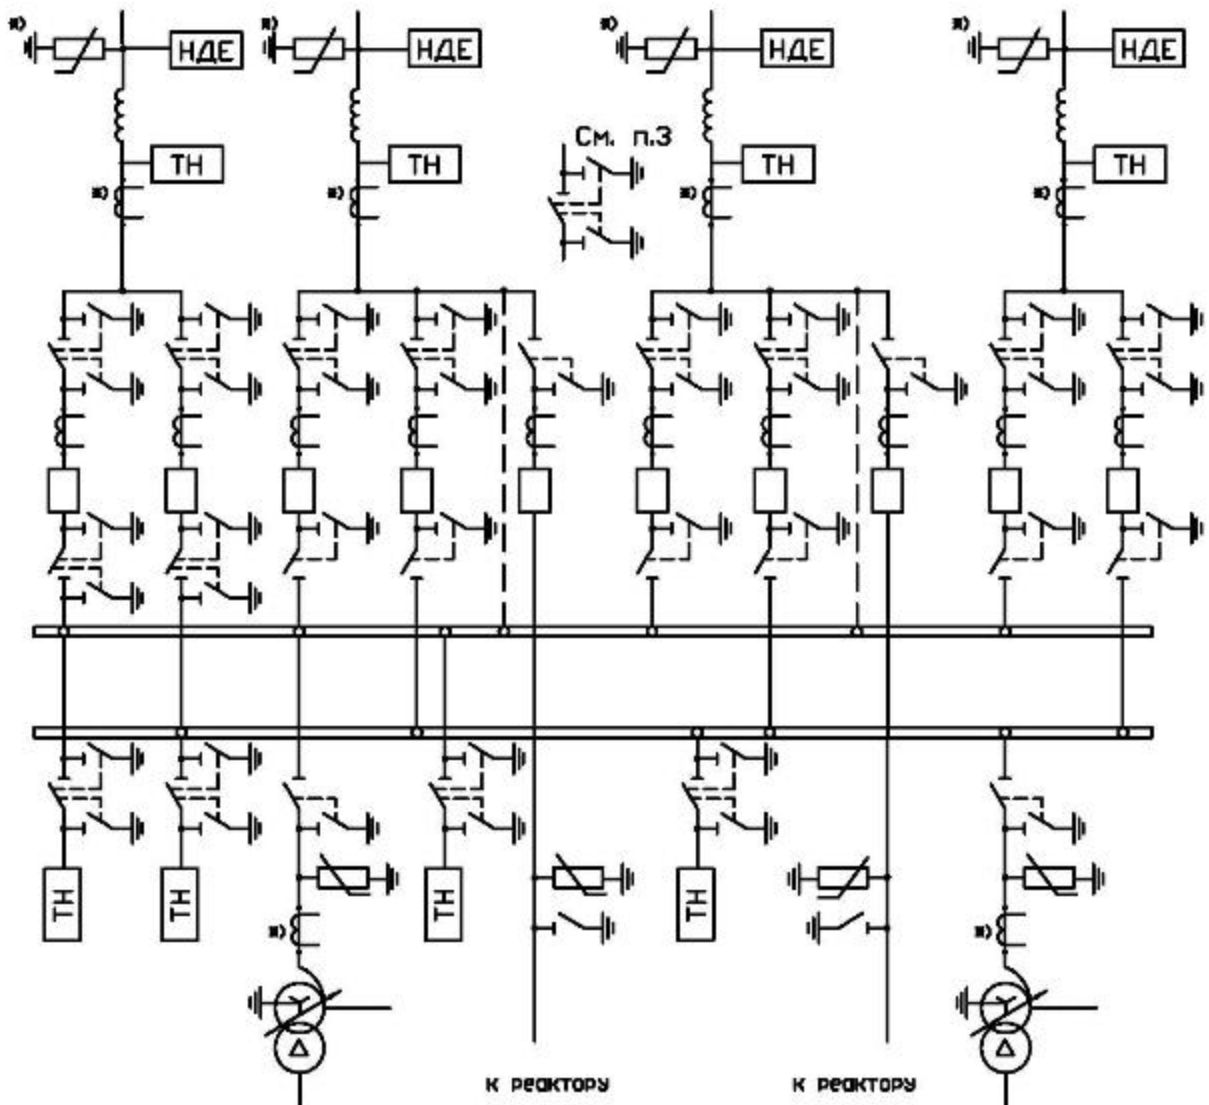 *) НДЕ *) НДЕ *) НДЕ *) НДЕ
См. п.3
ТН ТН ТН ТН
*) *) *) *)
ТН ТН ТН ТН
*) *)
К реактору К реактору